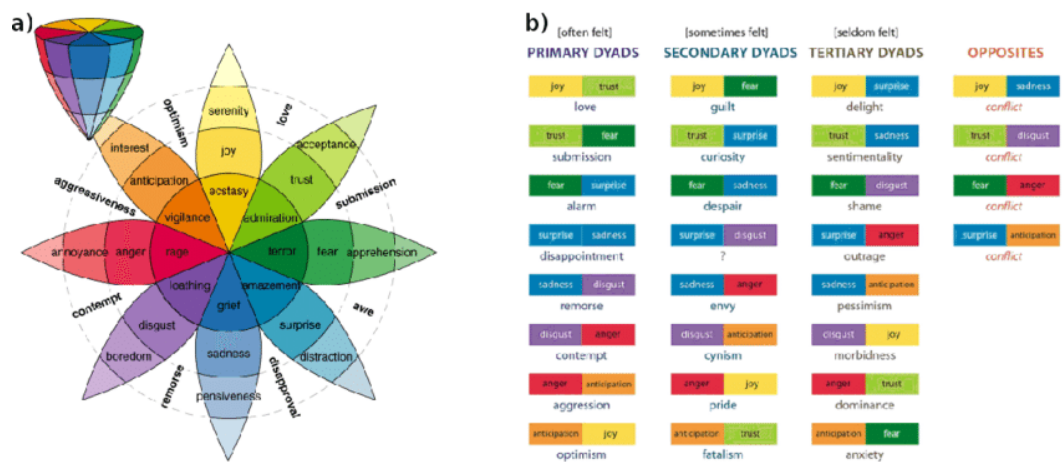 a)
optimism
serenity
love
interest
joy
acceptance
anticipation
trust
aggressiveness
ecstasy
submission
vigilance
admiration
annoyance
anger
rage
terror
fear
apprehension
loathing
amazement
grief
contempt
awe
disgust
surprise
boredom
sadness
distraction
remorse
disapproval
pensiveness
b)
[often felt] [sometimes felt] [seldom felt]
PRIMARY DYADS SECONDARY DYADS TERTIARY DYADS OPPOSITES
joy trust joy fear joy surprise joy sadness
love guilt delight conflict
trust fear trust surprise trust sadness trust disgust
submission curiosity sentimentality conflict
fear surprise fear sadness fear disgust fear anger
alarm despair shame conflict
surprise sadness surprise disgust surprise anger surprise anticipation
disappointment ? outrage conflict
sadness disgust sadness anger sadness anticipation
remorse envy pessimism
disgust anger disgust anticipation disgust joy
contempt cynism morbidness
anger anticipation anger joy anger trust
aggression pride dominance
anticipation joy anticipation trust anticipation fear
optimism fatalism anxiety